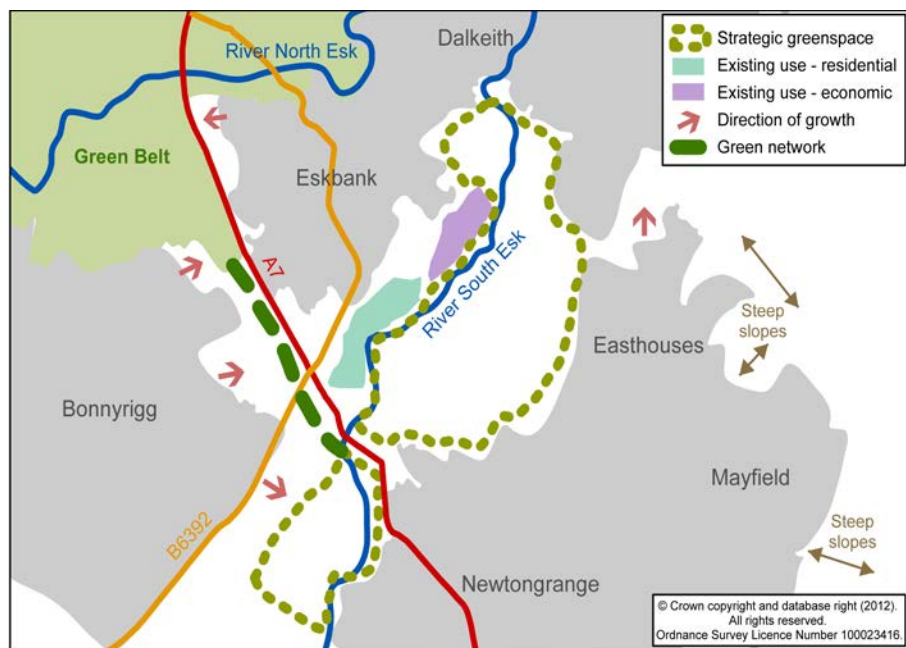 Dalkeith
River North Esk
Strategic greenspace
Existing use - residential
Existing use - economic
Direction of growth
Green network
Green Belt
Eskbank
A7
River South Esk
Steep
slopes
Easthouses
Bonnyrigg
Mayfield
B6392
Steep
slopes
Newtongrange
© Crown copyright and database right (2012).
All rights reserved.
Ordnance Survey Licence Number 100023416.